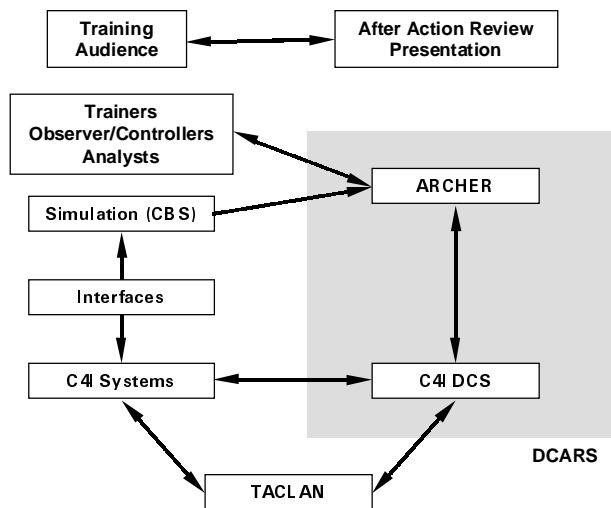 Training
Audience
After Action Review
Presentation
Trainers
Observer/Controllers
Analysts
ARCHER
Simulation (CBS)
Interfaces
C4I Systems
C4I DCS
DCARS
TACLAN